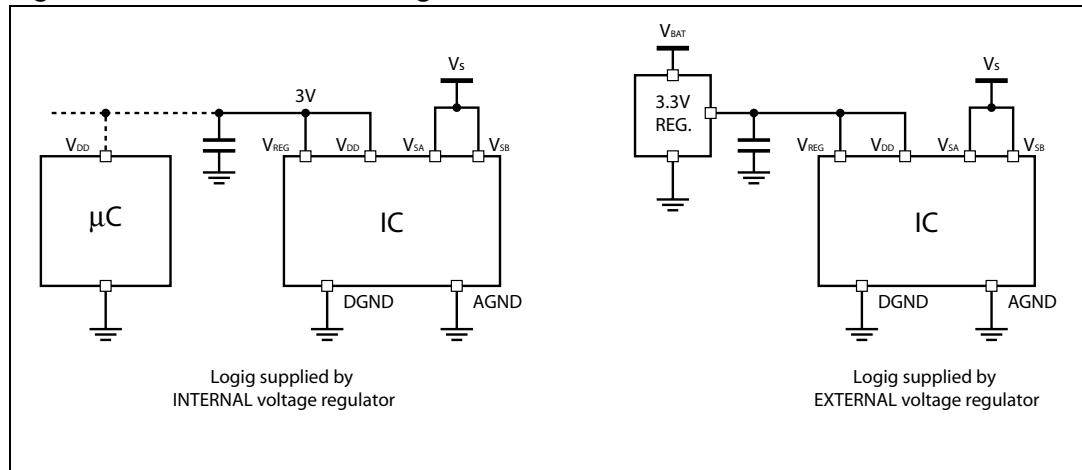 3V
Vs
VDD
VREG
VDD
VSA
VSB
μC
IC
DGND
AGND
Logig supplied by
INTERNAL voltage regulator
VBAT
3.3V
REG.
Vs
VREG
VDD
VSA
VSB
IC
DGND
AGND
Logig supplied by
EXTERNAL voltage regulator